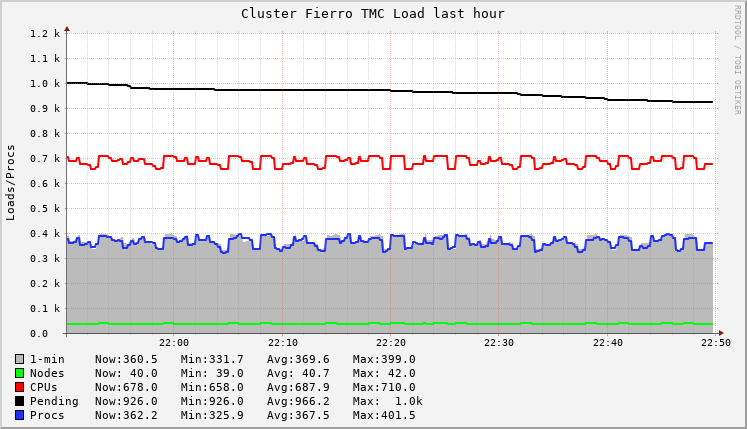 Cluster Fierro TMC Load last hour
RRDTOOL / TOBI OETIKER
Loads/Procs
1.2 k
1.1 k
1.0 k
0.9 k
0.8 k
0.7 k
0.6 k
0.5 k
0.4 k
0.3 k
0.2 k
0.1 k
0.0
22:00 22:10 22:20 22:30 22:40 22:50
1-min Now:360.5 Min:331.7 Avg:369.6 Max:399.0
Nodes Now: 40.0 Min: 39.0 Avg: 40.7 Max: 42.0
CPUs Now:678.0 Min:658.0 Avg:687.9 Max:710.0
Pending Now:926.0 Min:926.0 Avg:966.2 Max: 1.0k
Procs Now:362.2 Min:325.9 Avg:367.5 Max:401.5